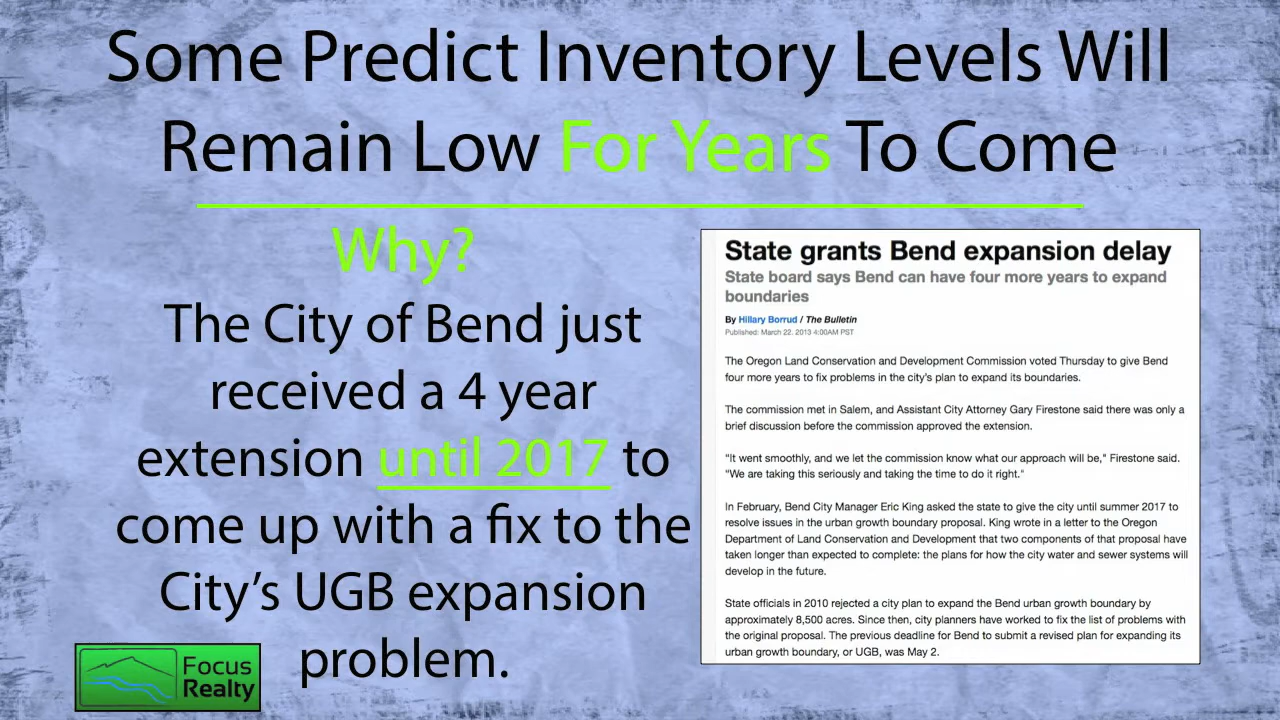 Some Predict Inventory Levels Will
Remain Low For Years To Come
Why?
The City of Bend just
received a 4 year
extension until 2017 to
come up with a fix to the
City’s UGB expansion
problem.
State grants Bend expansion delay
State board says Bend can have four more years to expand
boundaries
By Hillary Borrud / The Bulletin
Published: March 22. 2013 4:00AM PST
The Oregon Land Conservation and Development Commission voted Thursday to give Bend
four more years to fix problems in the city's plan to expand its boundaries.
The commission met in Salem, and Assistant City Attorney Gary Firestone said there was only a
brief discussion before the commission approved the extension.
"It went smoothly, and we let the commission know what our approach will be," Firestone said.
"We are taking this seriously and taking the time to do it right."
In February, Bend City Manager Eric King asked the state to give the city until summer 2017 to
resolve issues in the urban growth boundary proposal. King wrote in a letter to the Oregon
Department of Land Conservation and Development that two components of that proposal have
taken longer than expected to complete: the plans for how the city water and sewer systems will
develop in the future.
State officials in 2010 rejected a city plan to expand the Bend urban growth boundary by
approximately 8,500 acres. Since then, city planners have worked to fix the list of problems with
the original proposal. The previous deadline for Bend to submit a revised plan for expanding its
urban growth boundary, or UGB, was May 2.
Focus
Realty